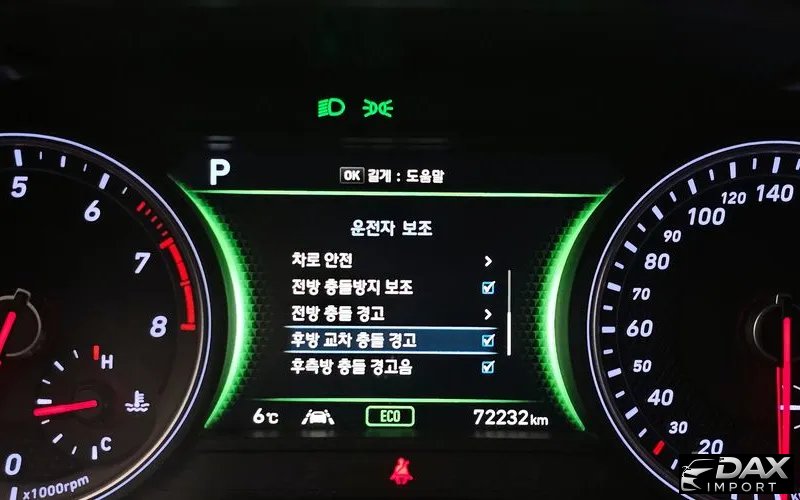 P
OK 길게 : 도움말
운전자 보조
차로 안전
전방 충돌방지 보조
전방 충돌 경고
후방 교차 충돌 경고
후측방 충돌 경고음
6℃
ECO
72232 km
5
6
7
8
0
x1000rpm
H
C
20
30
40
50
60
70
80
90
100
120
140
DAX
IMPORT